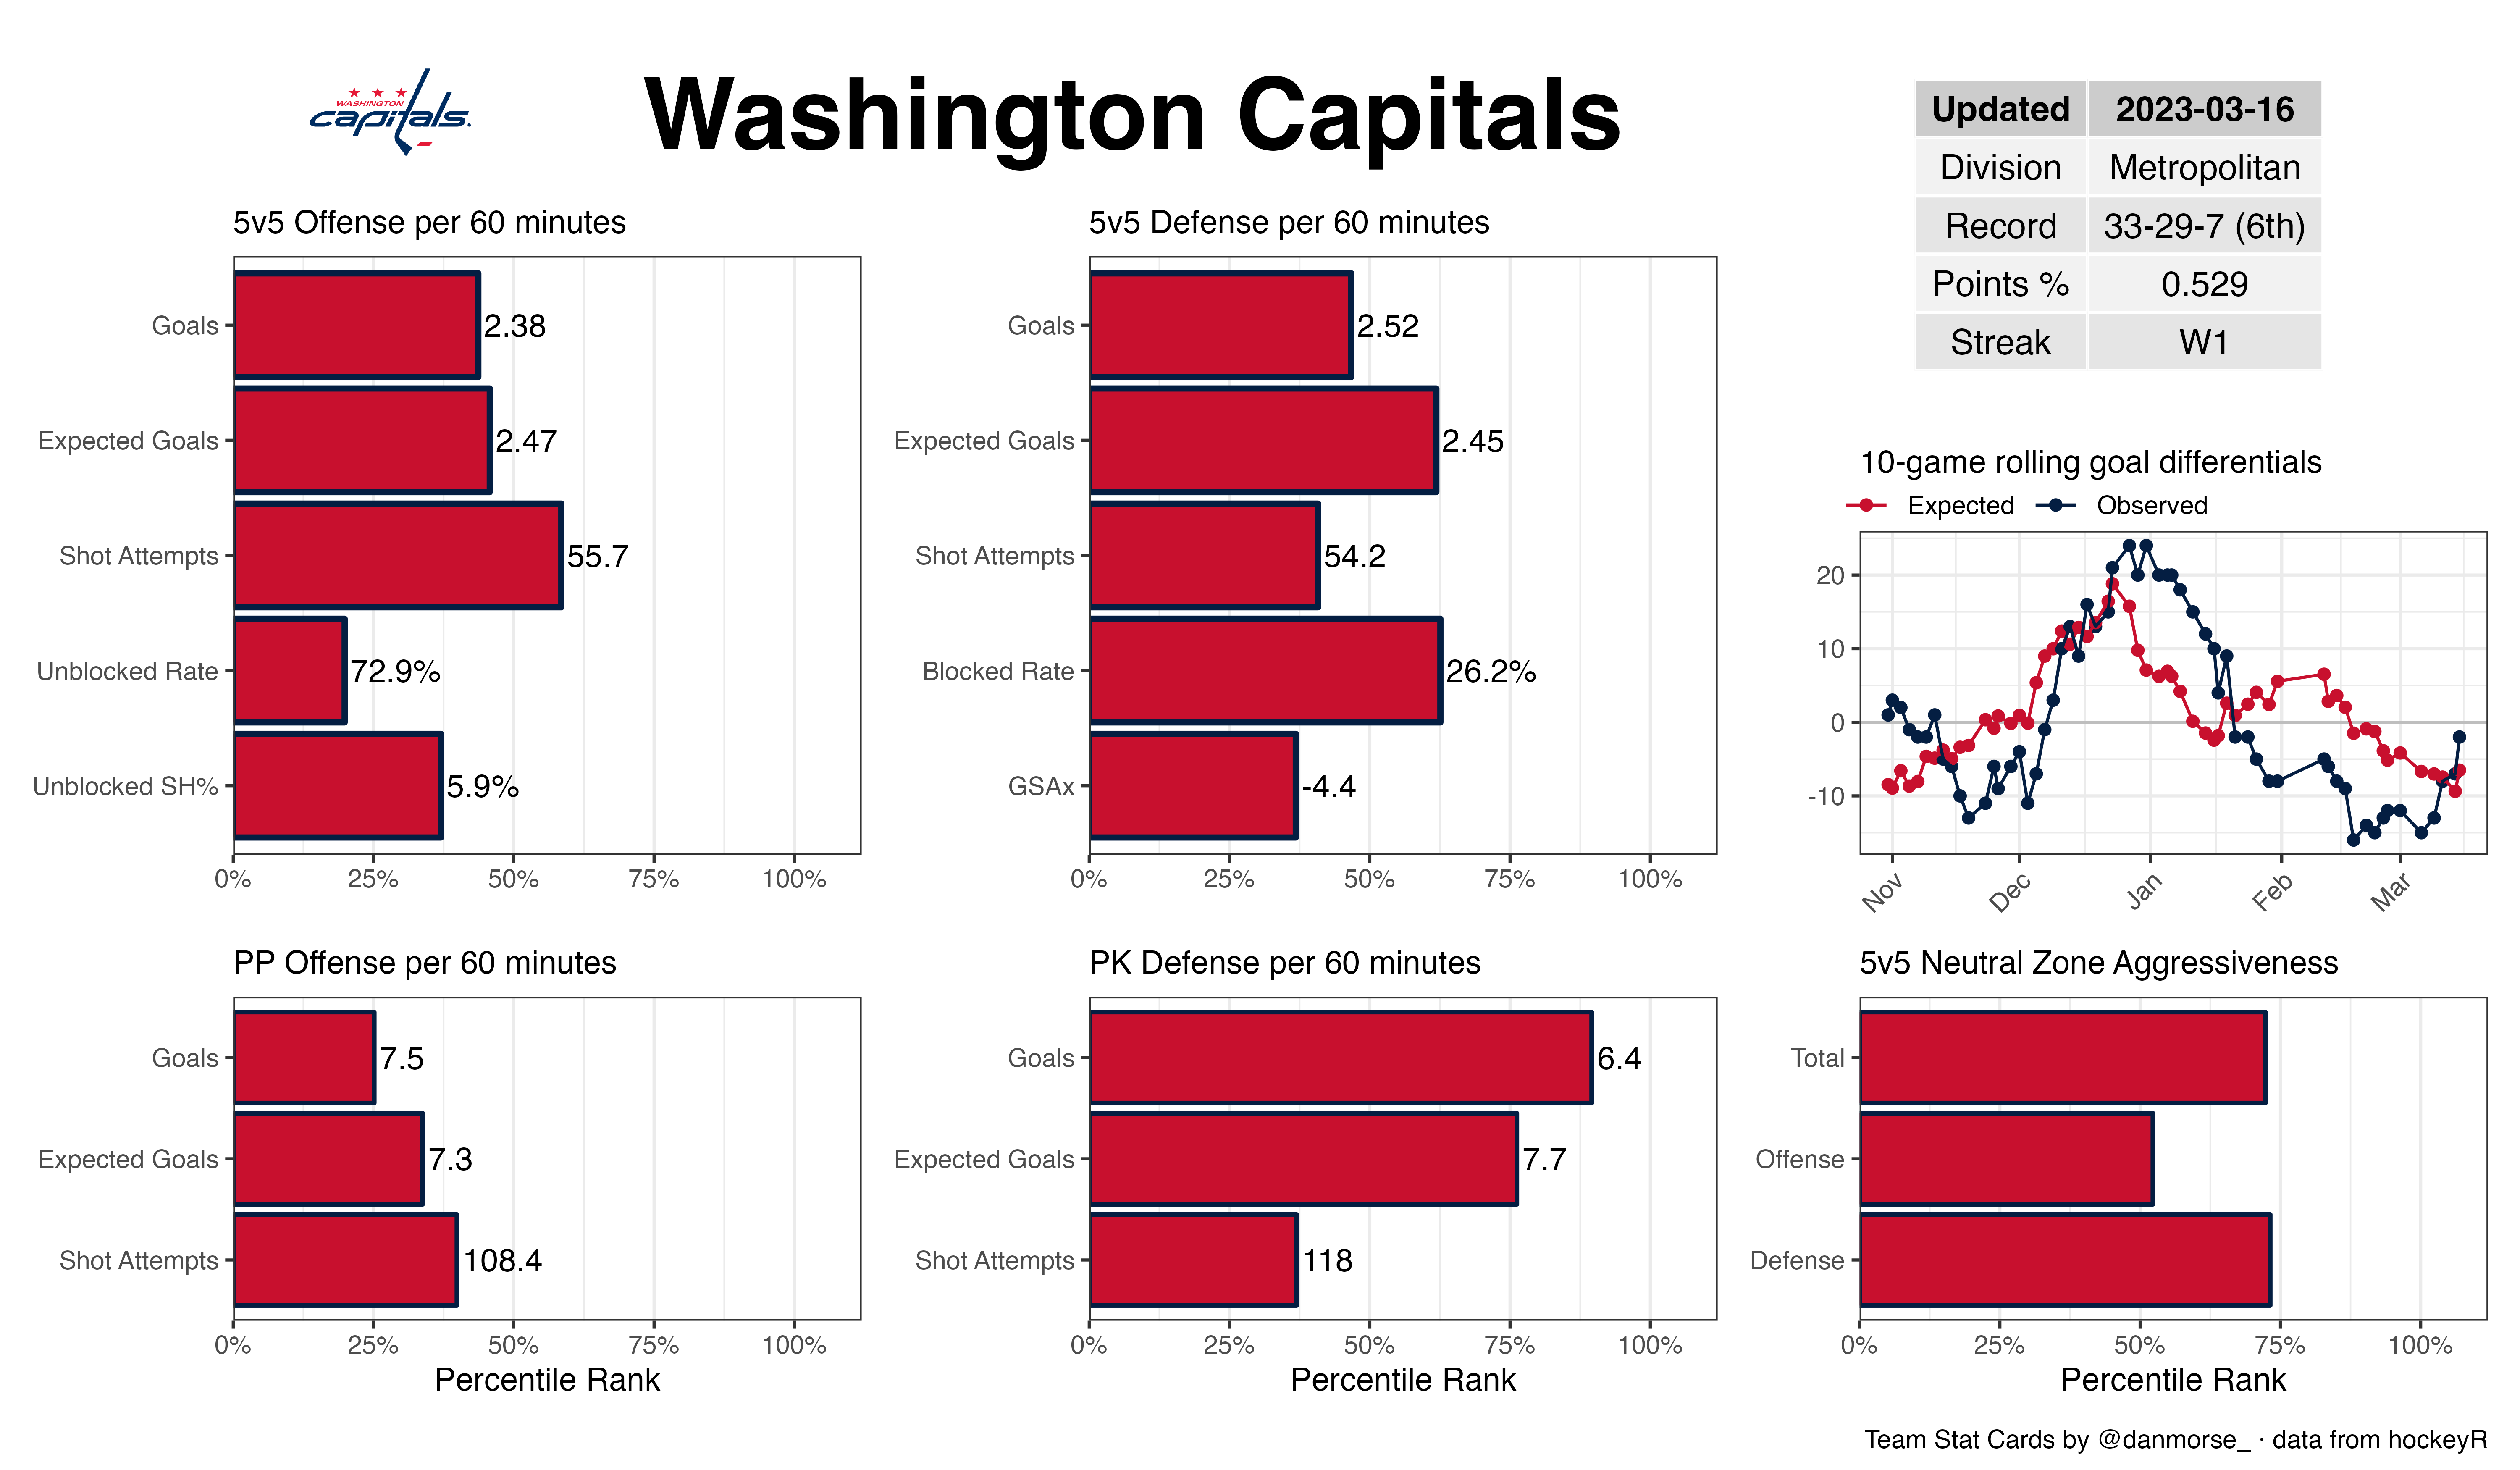 WASHINGTON
capitals.
Washington Capitals
Updated 2023-03-16
Division Metropolitan
Record 33-29-7 (6th)
Points % 0.529
Streak W1
5v5 Offense per 60 minutes
Goals 2.38
Expected Goals 2.47
Shot Attempts 55.7
Unblocked Rate 72.9%
Unblocked SH% 5.9%
0% 25% 50% 75% 100%
5v5 Defense per 60 minutes
Goals 2.52
Expected Goals 2.45
Shot Attempts 54.2
Blocked Rate 26.2%
GSAx -4.4
0% 25% 50% 75% 100%
10-game rolling goal differentials
Expected Observed
20
10
0
-10
Nov Dec Jan Feb Mar
PP Offense per 60 minutes
Goals 7.5
Expected Goals 7.3
Shot Attempts 108.4
0% 25% 50% 75% 100%
Percentile Rank
PK Defense per 60 minutes
Goals 6.4
Expected Goals 7.7
Shot Attempts 118
0% 25% 50% 75% 100%
Percentile Rank
5v5 Neutral Zone Aggressiveness
Total
Offense
Defense
0% 25% 50% 75% 100%
Percentile Rank
Team Stat Cards by @danmorse_ · data from hockeyR